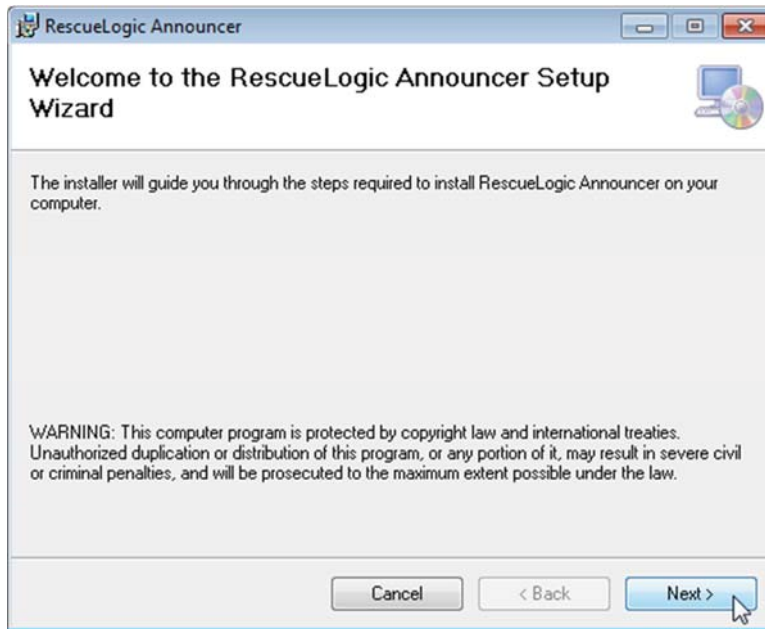 RescueLogic Announcer
Welcome to the RescueLogic Announcer Setup
Wizard
The installer will guide you through the steps required to install RescueLogic Announcer on your
computer.
WARNING: This computer program is protected by copyright law and international treaties.
Unauthorized duplication or distribution of this program, or any portion of it, may result in severe civil
or criminal penalties, and will be prosecuted to the maximum extent possible under the law.
Cancel
< Back
Next >